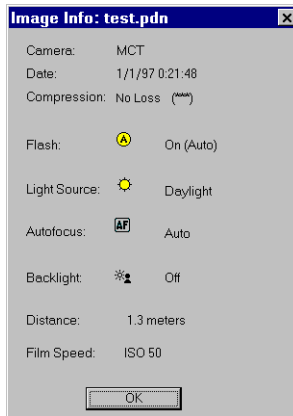 Image Info: test.pdn
Camera: MCT
Date: 1/1/97 0:21:48
Compression: No Loss
Flash: A On (Auto)
Light Source: Daylight
Autofocus: AF Auto
Backlight: Off
Distance: 1.3 meters
Film Speed: ISO 50
OK